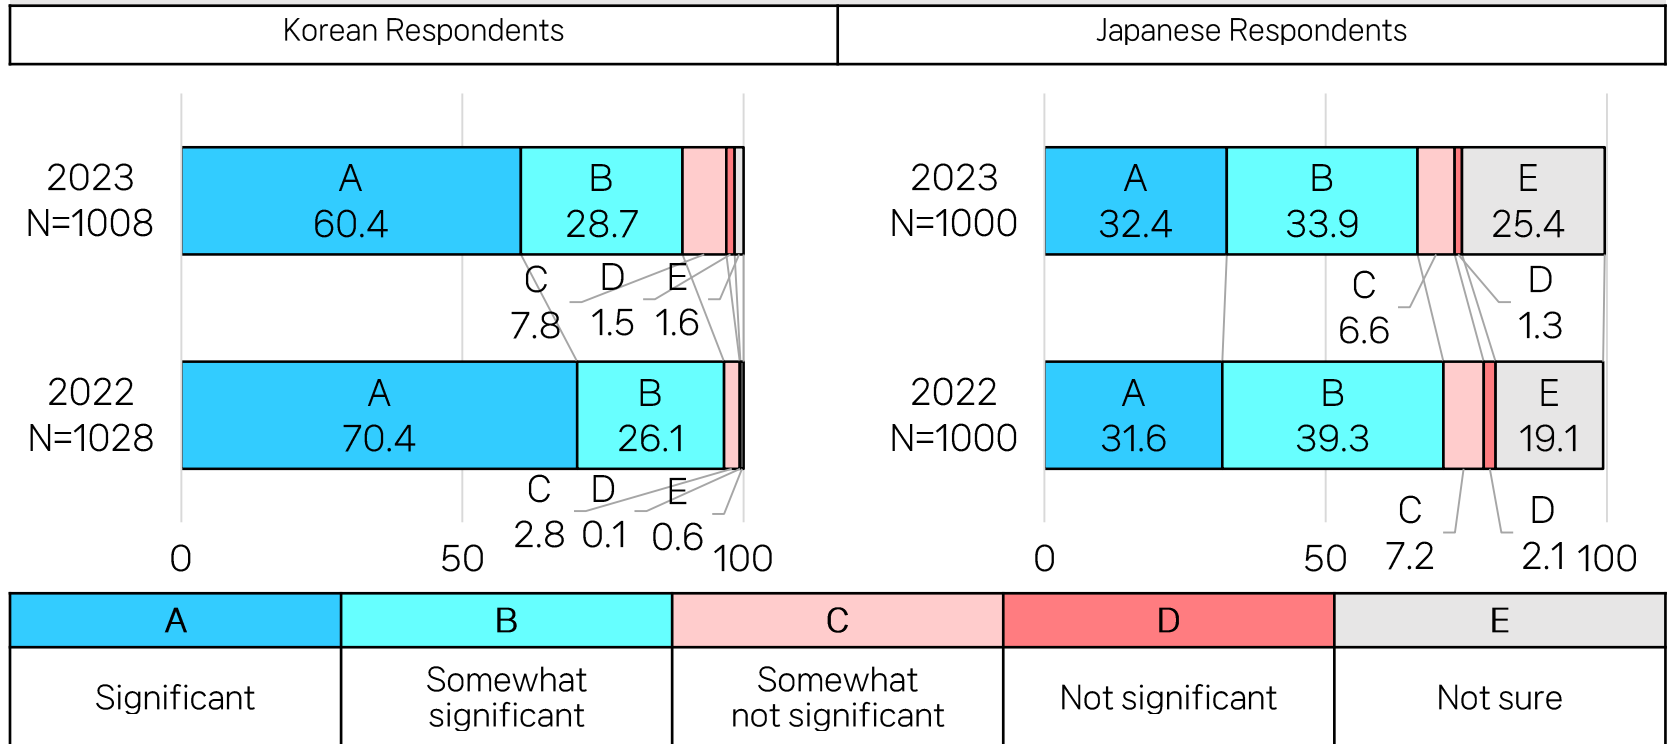 Korean Respondents
Japanese Respondents
2023
N=1008
A
60.4
B
28.7
C
7.8
D
1.5
E
1.6
2022
N=1028
A
70.4
B
26.1
C
2.8
D
0.1
E
0.6
0
50
100
2023
N=1000
A
32.4
B
33.9
E
25.4
C
6.6
D
1.3
2022
N=1000
A
31.6
B
39.3
E
19.1
C
7.2
D
2.1
0
50
100
A
B
C
D
E
Significant
Somewhat
significant
Somewhat
not significant
Not significant
Not sure